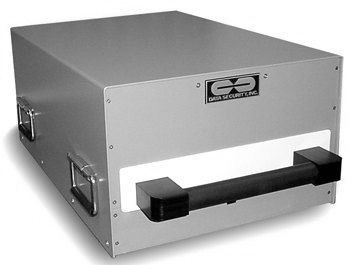 DATA SECURITY, INC.